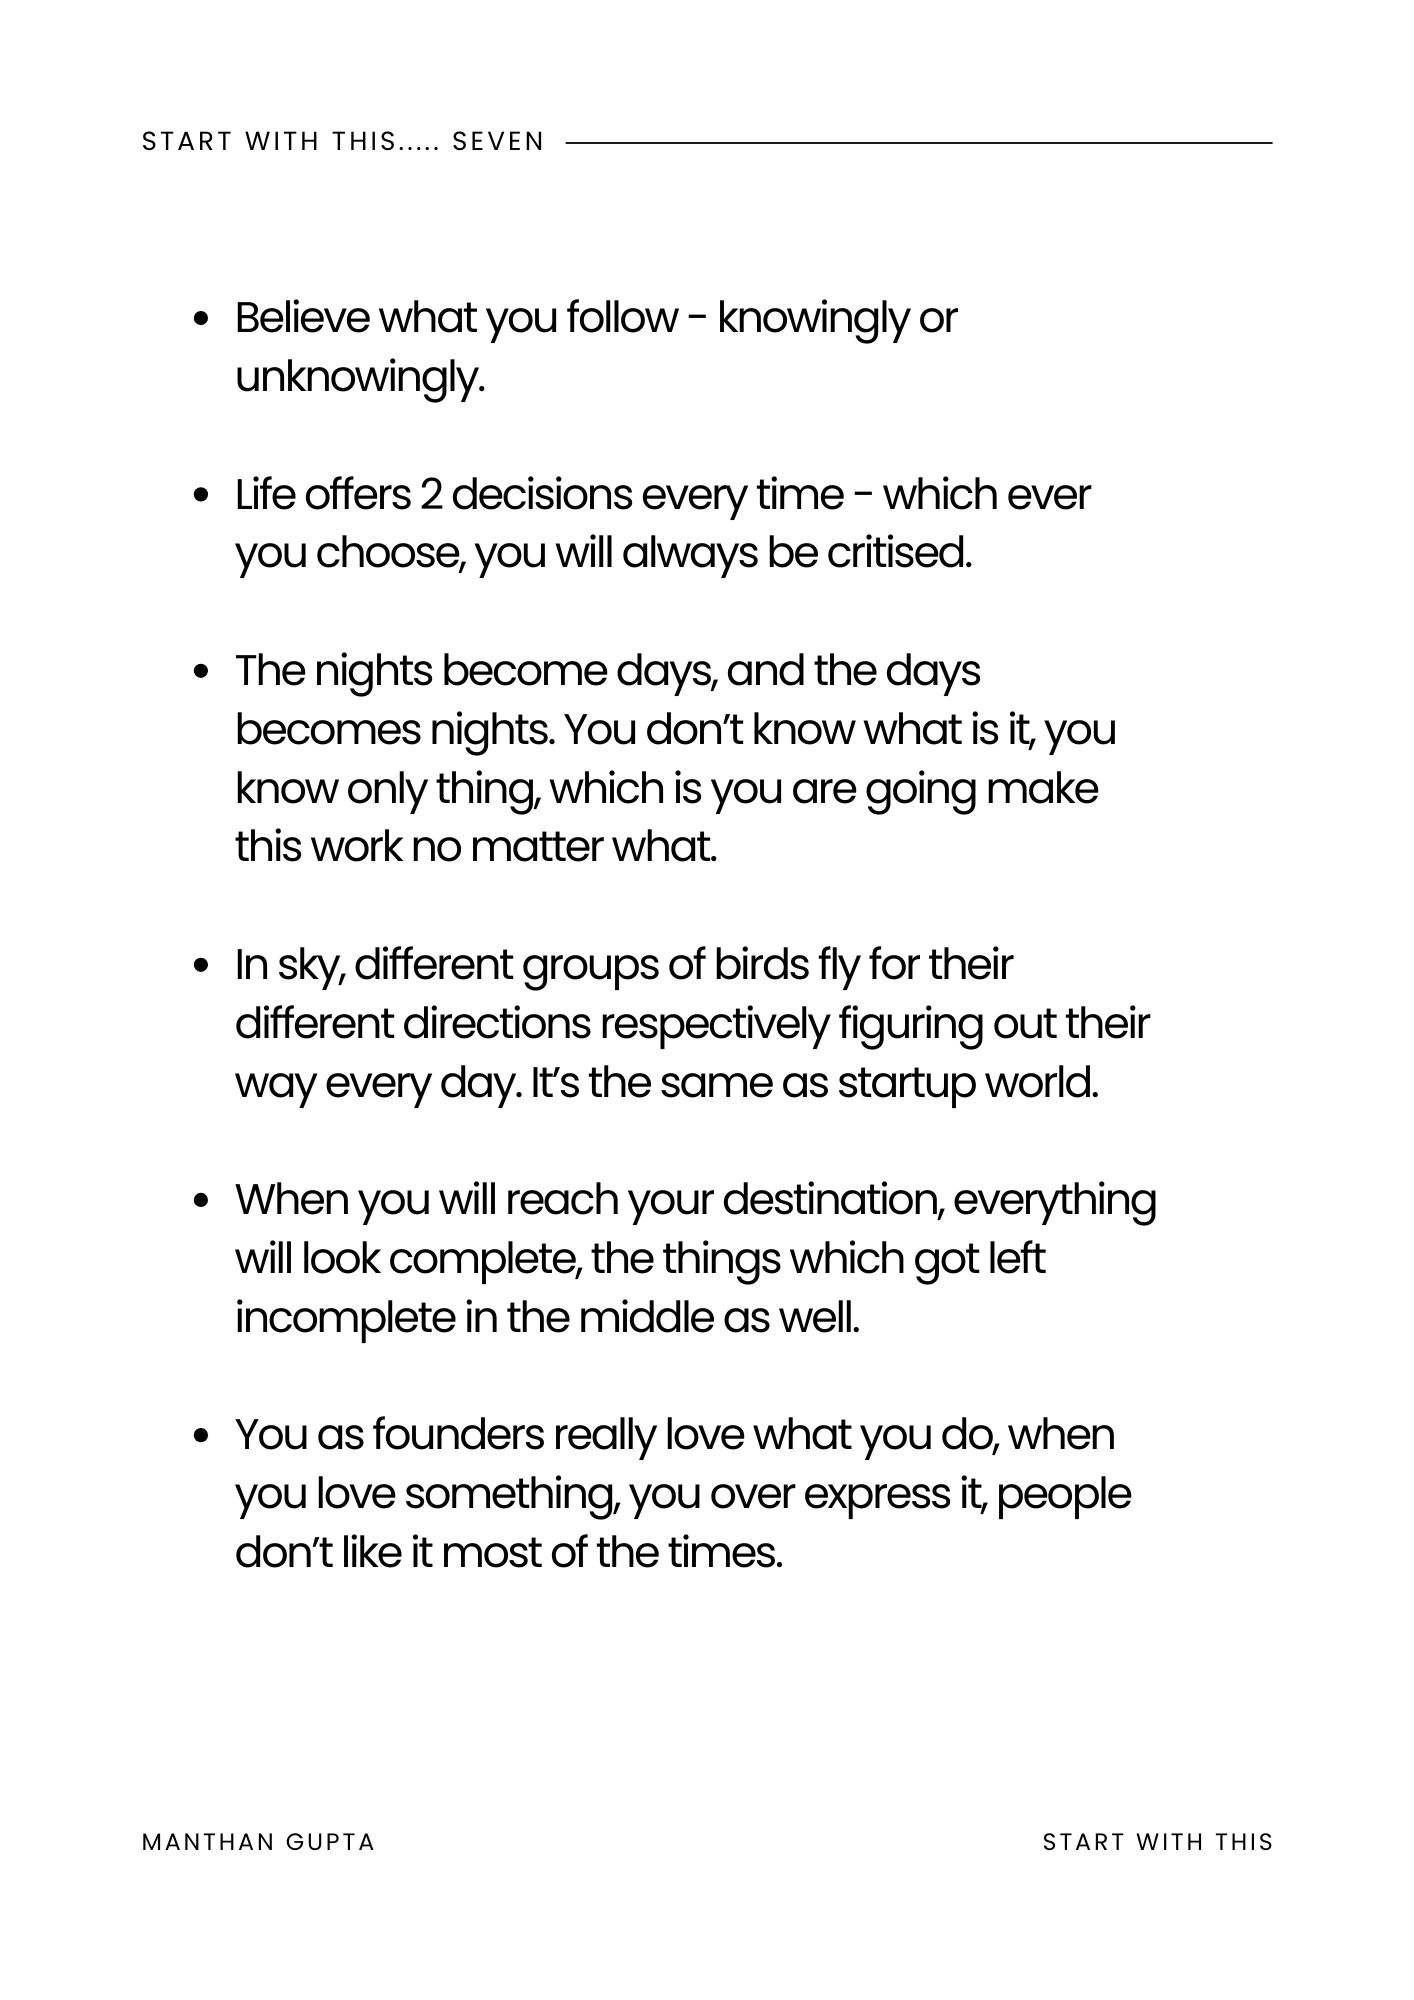 START WITH THIS..... SEVEN
• Believe what you follow - knowingly or
unknowingly.
• Life offers 2 decisions every time - which ever
you choose, you will always be critised.
• The nights become days, and the days
becomes nights. You don’t know what is it, you
know only thing, which is you are going make
this work no matter what.
• In sky, different groups of birds fly for their
different directions respectively figuring out their
way every day. It’s the same as startup world.
• When you will reach your destination, everything
will look complete, the things which got left
incomplete in the middle as well.
• You as founders really love what you do, when
you love something, you over express it, people
don’t like it most of the times.
MANTHAN GUPTA
START WITH THIS